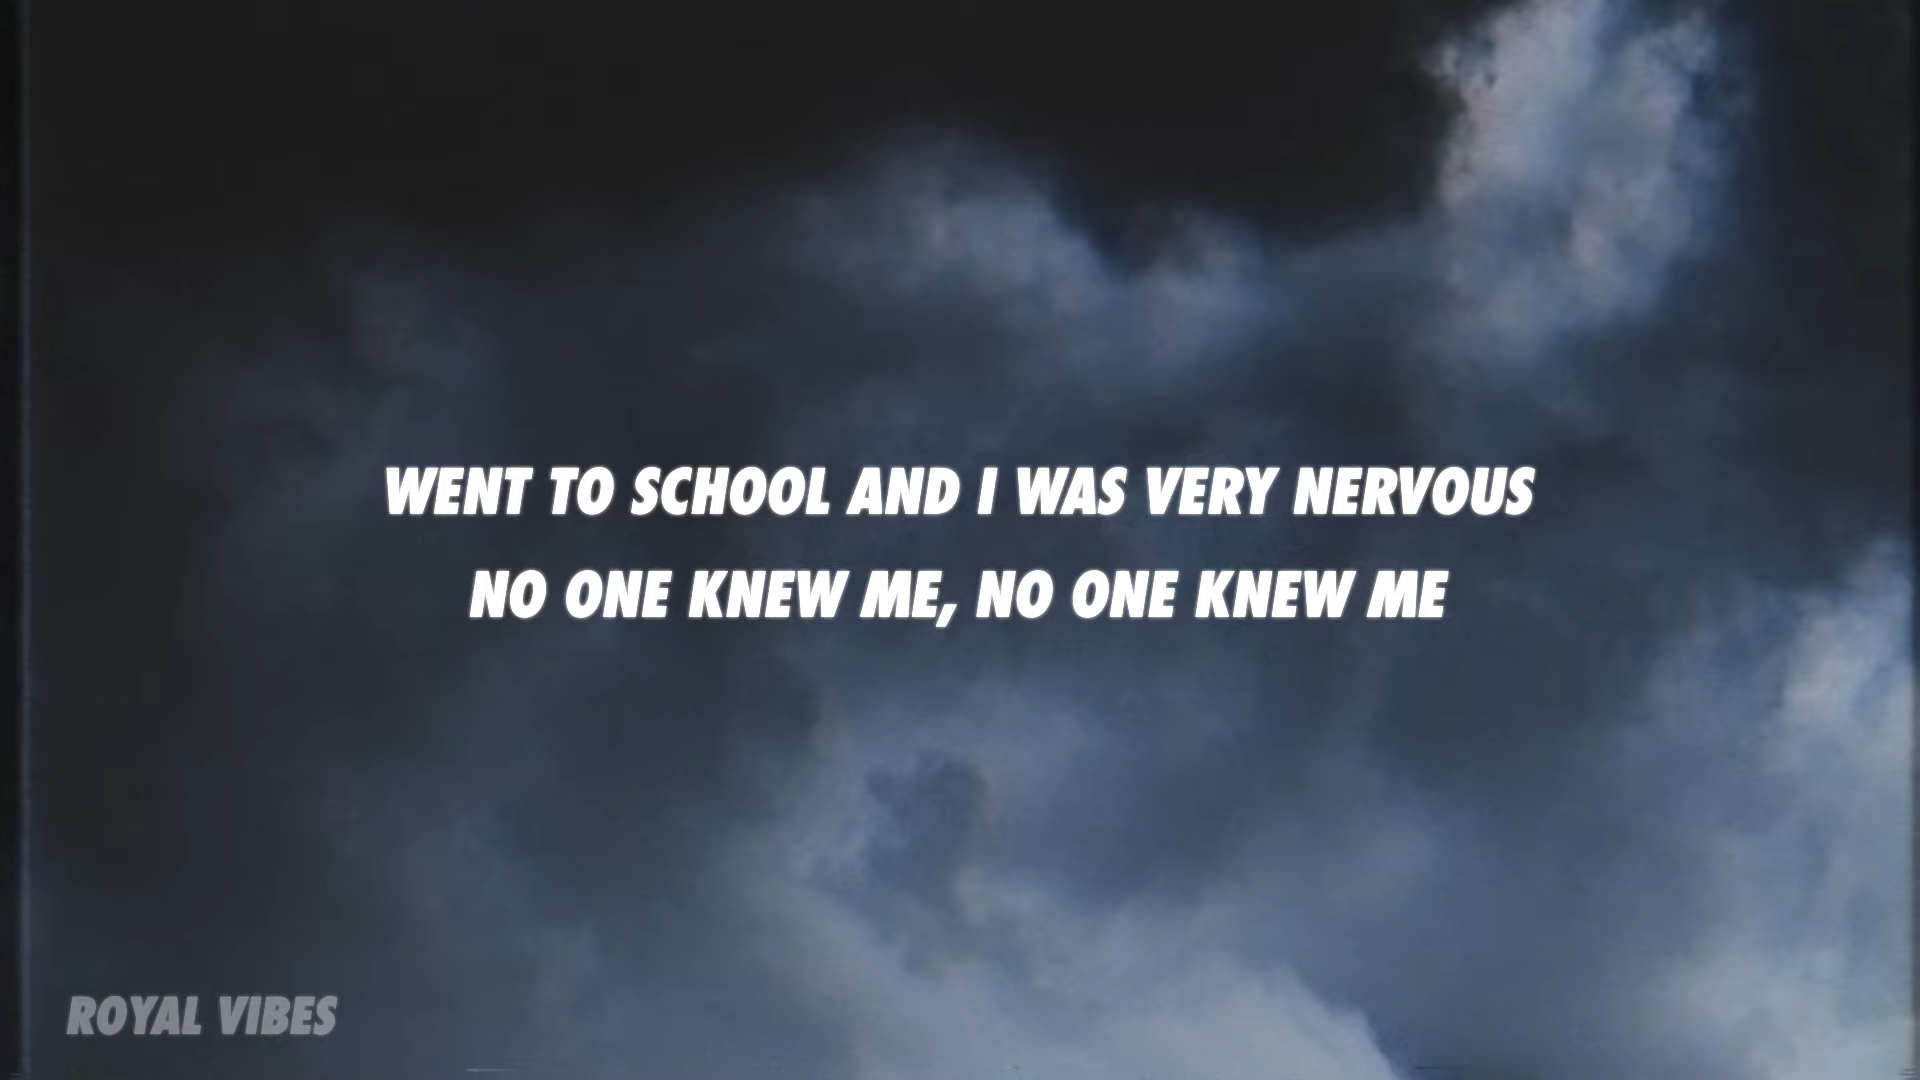 WENT TO SCHOOL AND I WAS VERY NERVOUS
NO ONE KNEW ME, NO ONE KNEW ME
ROYAL VIBES